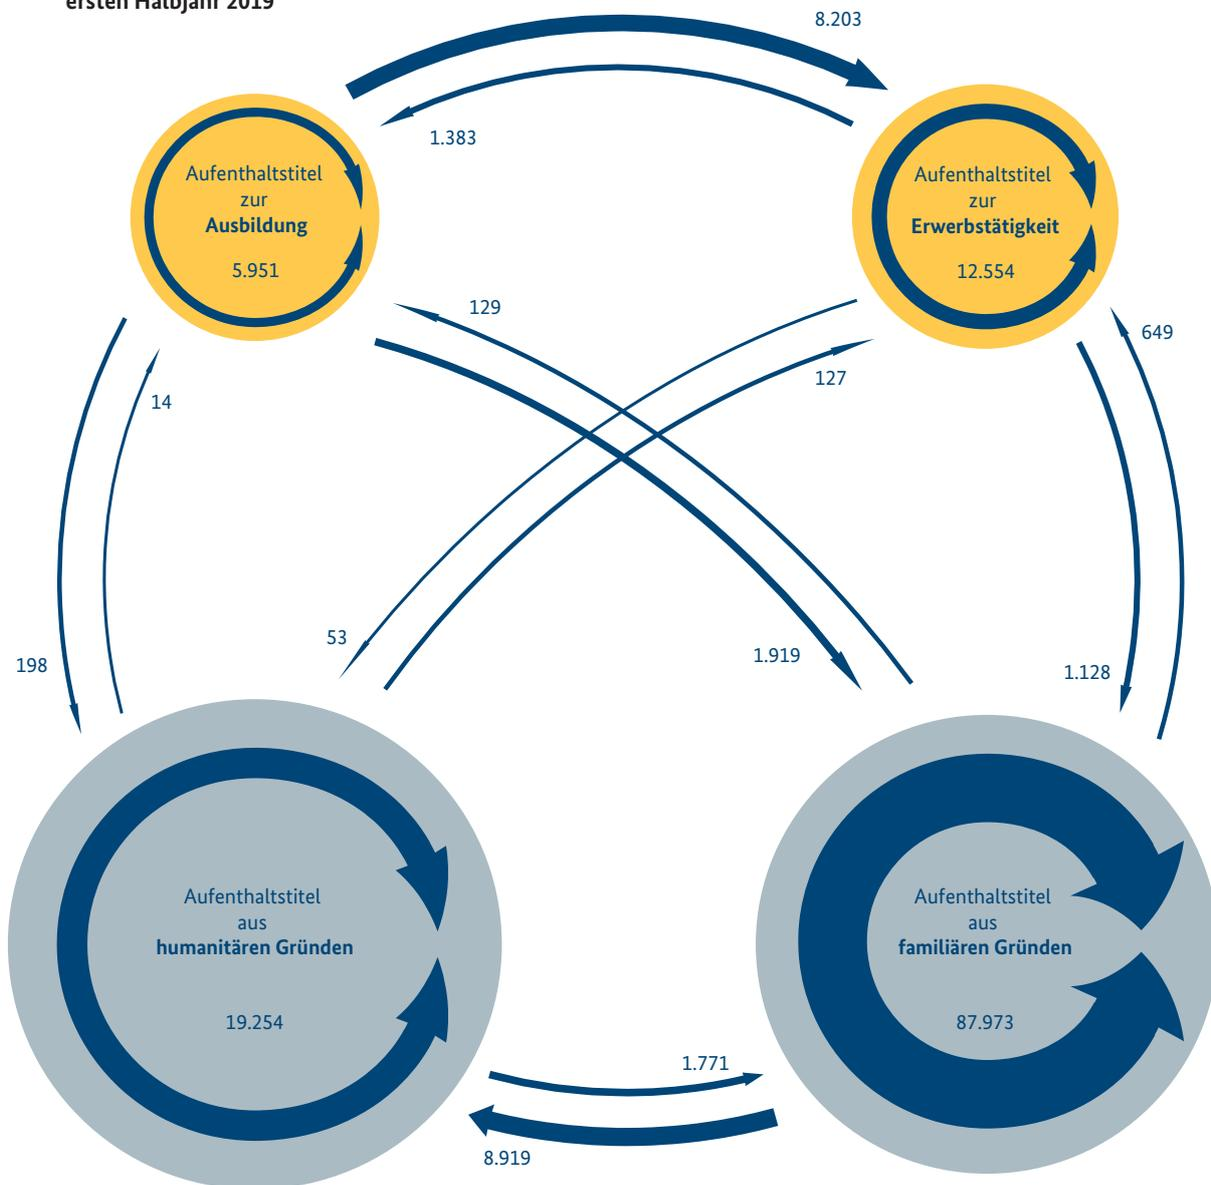 ersten Halbjahr 2019
8.203
1.383
Aufenthaltstitel
zur
Ausbildung
5.951
Aufenthaltstitel
zur
Erwerbstätigkeit
12.554
129
127
649
14
53
1.919
198
1.128
Aufenthaltstitel
aus
humanitären Gründen
19.254
Aufenthaltstitel
aus
familiären Gründen
87.973
1.771
8.919